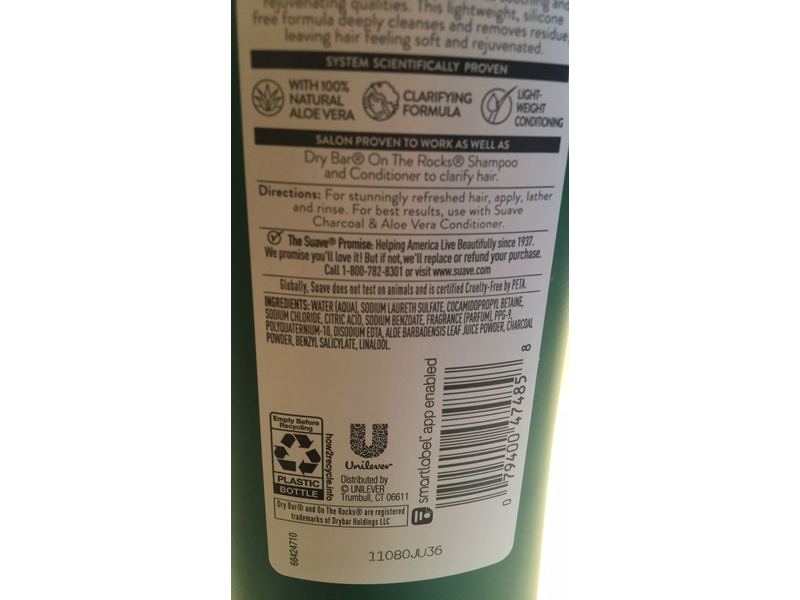 rejuvenating qualities. This lightweight, silicone
free formula deeply cleanses and removes residue,
leaving hair feeling soft and rejuvenated.
SYSTEM SCIENTIFICALLY PROVEN
WITH 100%
NATURAL
ALOE VERA
CLARIFYING
FORMULA
LIGHT-
WEIGHT
CONDITIONING
SALON PROVEN TO WORK AS WELL AS
Dry Bar® On The Rocks® Shampoo
and Conditioner to clarify hair.
Directions: For stunningly refreshed hair, apply, lather
and rinse. For best results, use with Suave
Charcoal & Aloe Vera Conditioner.
The Suave® Promise: Helping America Live Beautifully since 1937.
We promise you'll love it! But if not, we'll replace or refund your purchase.
Call 1-800-782-8301 or visit www.suave.com
Globally, Suave does not test on animals and is certified Cruelty-Free by PETA.
INGREDIENTS: WATER (AQUA), SODIUM LAURETH SULFATE, COCAMIDOPROPYL BETAINE,
SODIUM CHLORIDE, CITRIC ACID, SODIUM BENZOATE, FRAGRANCE (PARFUM), PPG-9,
POLYQUATERNIUM-10, DISODIUM EDTA, ALOE BARBADENSIS LEAF JUICE POWDER, CHARCOAL
POWDER, BENZYL SALICYLATE, LINALOOL.
Empty Before
Recycling
PLASTIC
BOTTLE
how2recycle.info
Unilever
Distributed by
© UNILEVER
Trumbull, CT 06611
smartlabel™ app enabled
0 79400 47485 8
Dry Bar® and On The Rocks® are registered
trademarks of Drybar Holdings LLC
68424710
11080JU36